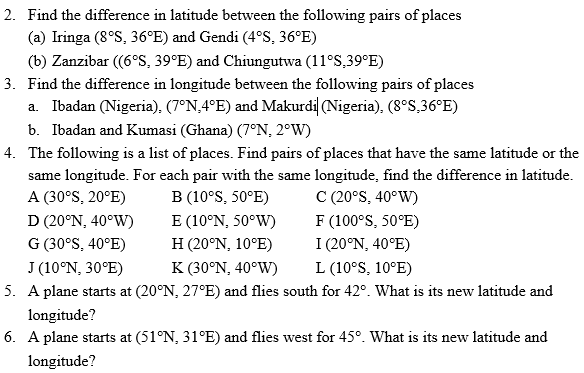 2. Find the difference in latitude between the following pairs of places
(a) Iringa (8°S, 36°E) and Gendi (4°S, 36°E)
(b) Zanzibar ((6°S, 39°E) and Chiungutwa (11°S,39°E)
3. Find the difference in longitude between the following pairs of places
a. Ibadan (Nigeria), (7°N,4°E) and Makurdi (Nigeria), (8°S,36°E)
b. Ibadan and Kumasi (Ghana) (7°N, 2°W)
4. The following is a list of places. Find pairs of places that have the same latitude or the
same longitude. For each pair with the same longitude, find the difference in latitude.
A (30°S, 20°E) B (10°S, 50°E) C (20°S, 40°W)
D (20°N, 40°W) E (10°N, 50°W) F (100°S, 50°E)
G (30°S, 40°E) H (20°N, 10°E) I (20°N, 40°E)
J (10°N, 30°E) K (30°N, 40°W) L (10°S, 10°E)
5. A plane starts at (20°N, 27°E) and flies south for 42°. What is its new latitude and
longitude?
6. A plane starts at (51°N, 31°E) and flies west for 45°. What is its new latitude and
longitude?